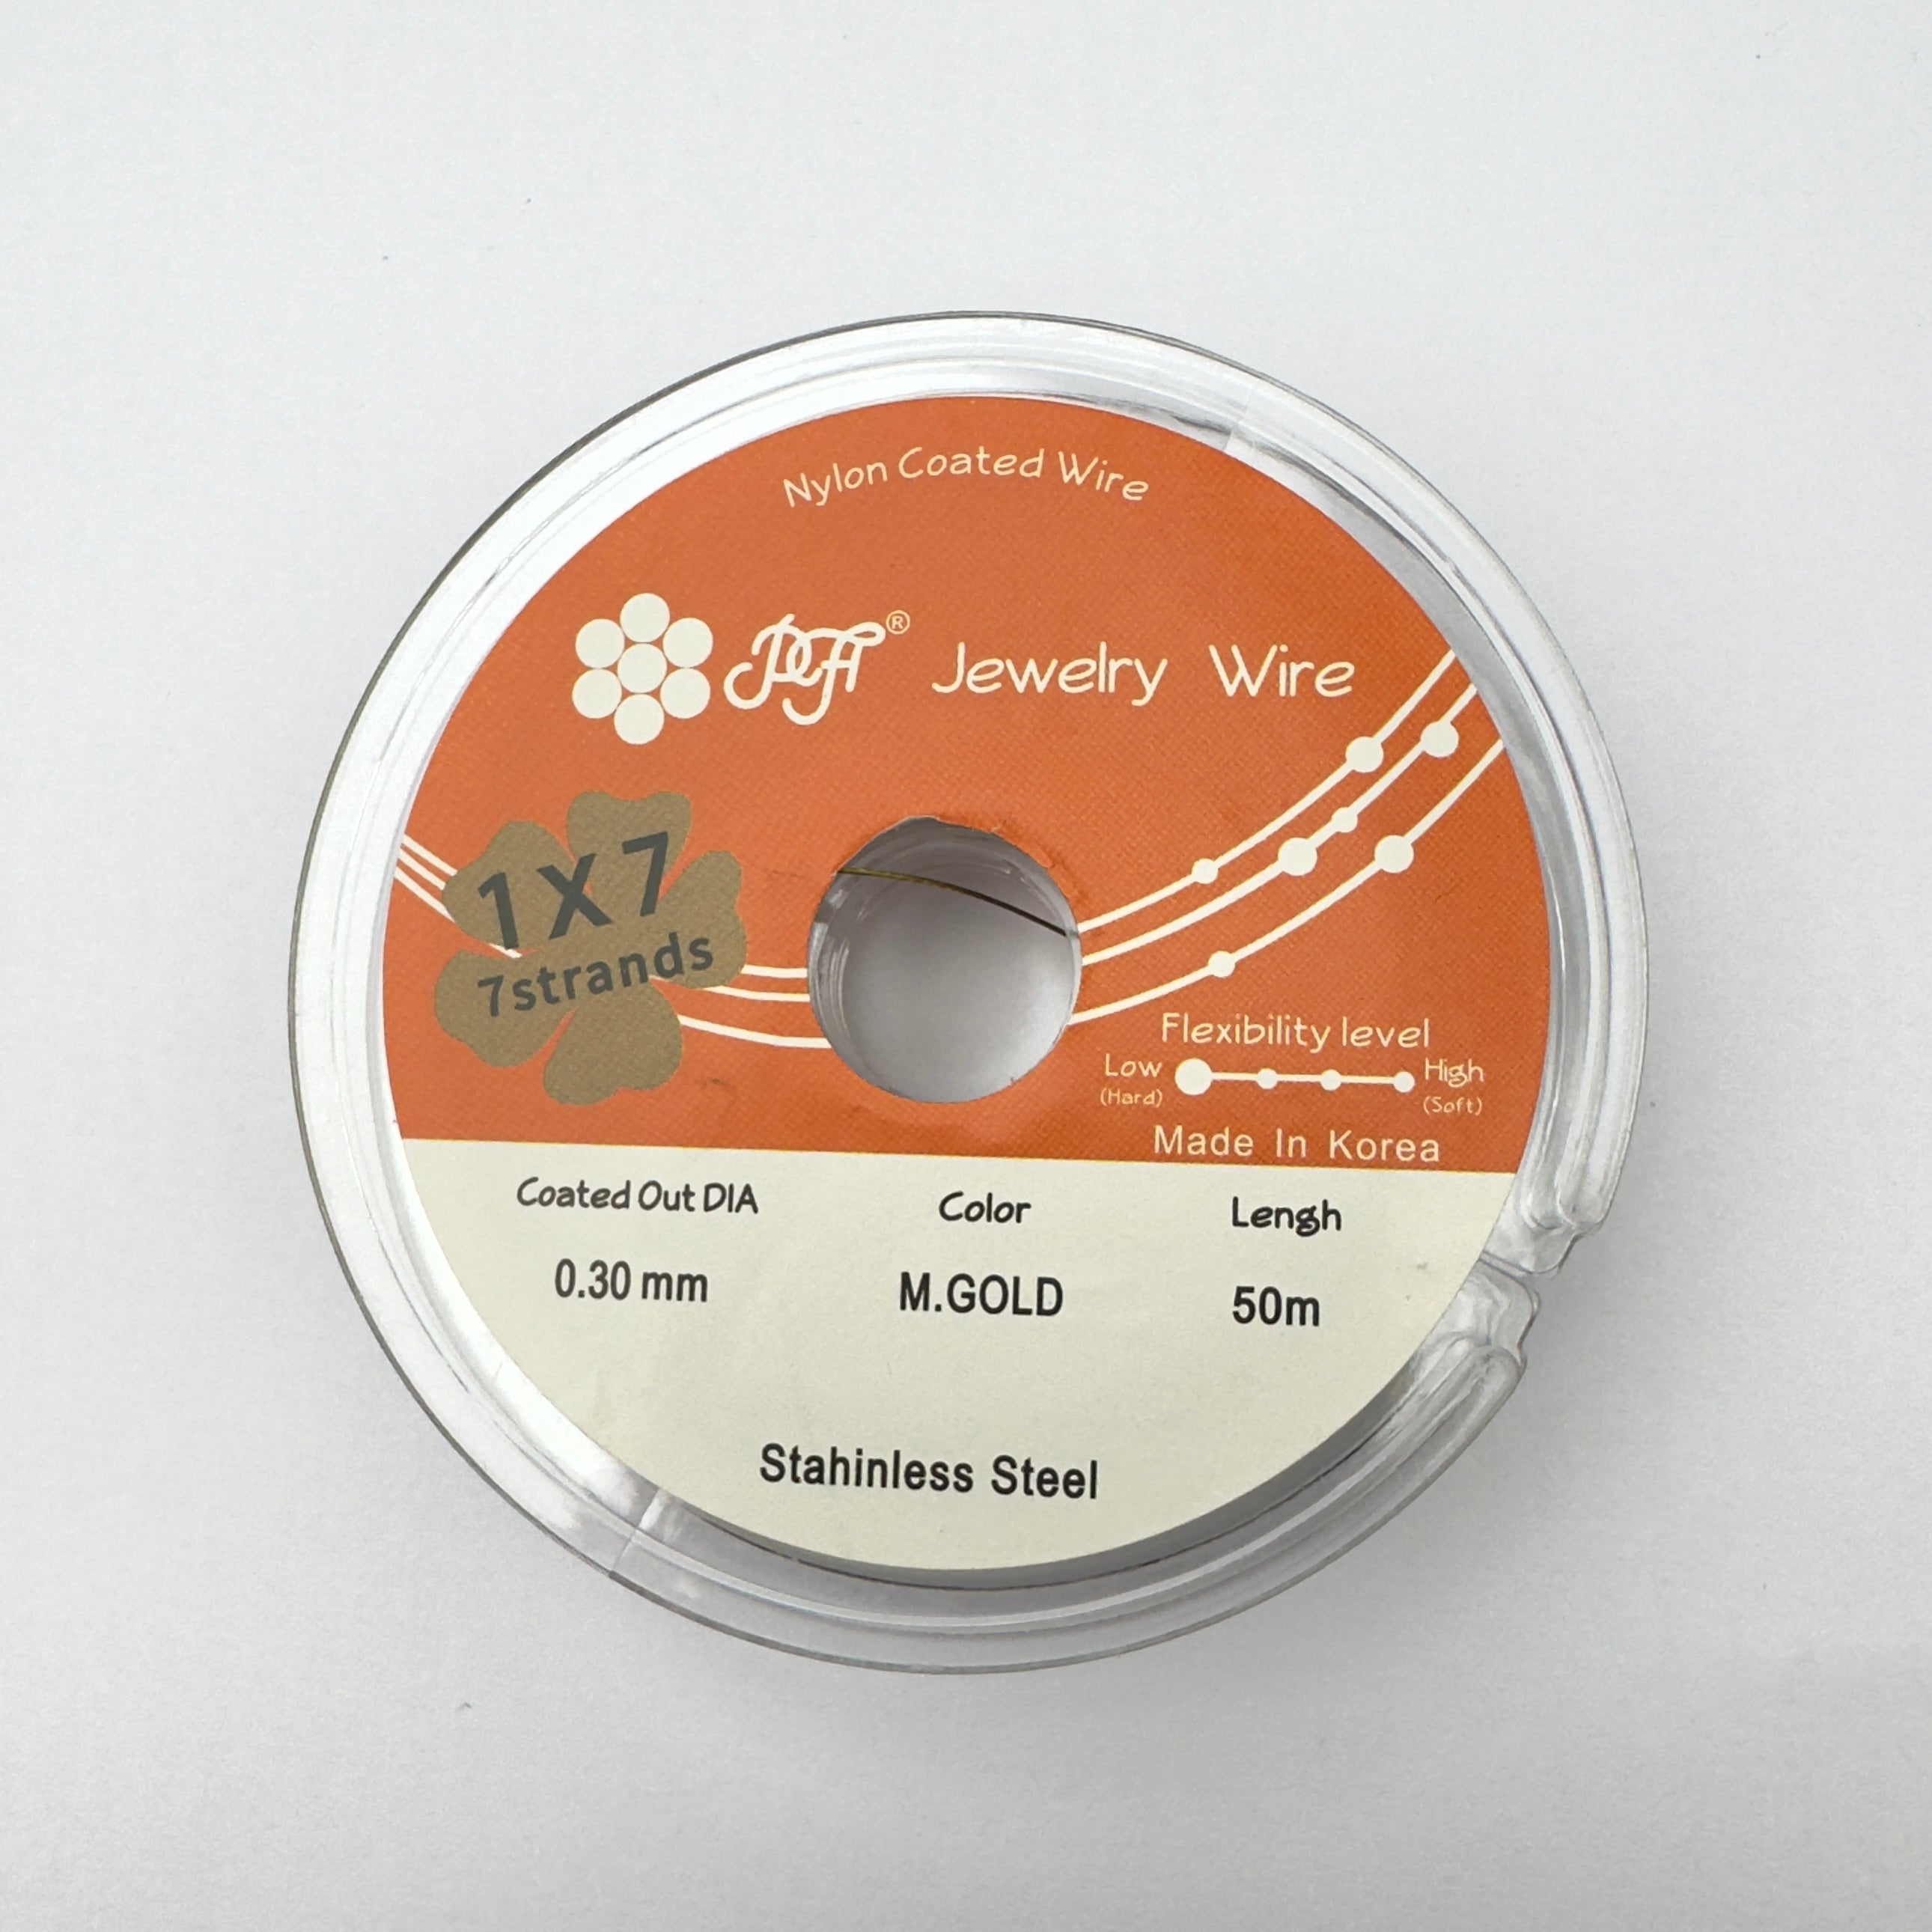 Nylon Coated Wire
® Jewelry Wire
1X7
7strands
Flexibility level
Low High
(Hard) (Soft)
Made In Korea
Coated Out DIA Color Lengh
0.30 mm M.GOLD 50m
Stahinless Steel